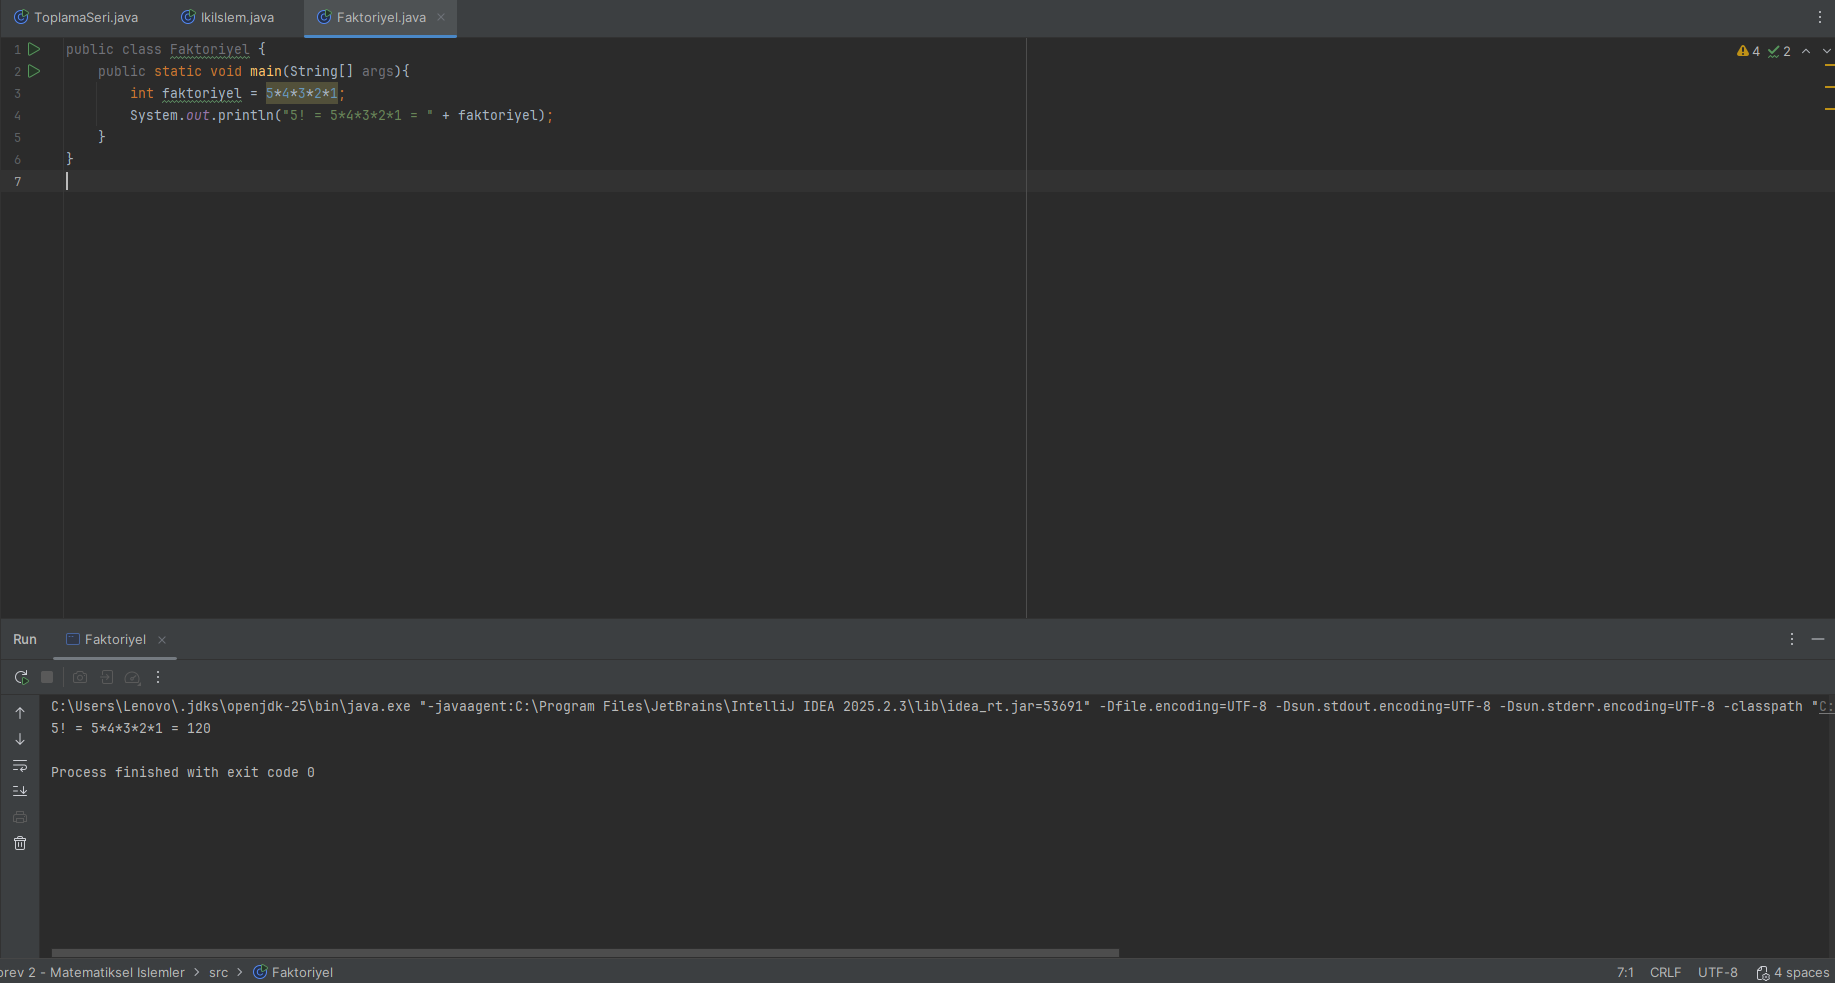 ToplamaSeri.java IkiIslem.java Faktoriyel.java
1 public class Faktoriyel {
2 public static void main(String[] args){
3 int faktoriyel = 5*4*3*2*1;
4 System.out.println("5! = 5*4*3*2*1 = " + faktoriyel);
5 }
6 }
7
4 2
Run Faktoriyel
C:\Users\Lenovo\.jdks\openjdk-25\bin\java.exe "-javaagent:C:\Program Files\JetBrains\IntelliJ IDEA 2025.2.3\lib\idea_rt.jar=53691" -Dfile.encoding=UTF-8 -Dsun.stdout.encoding=UTF-8 -Dsun.stderr.encoding=UTF-8 -classpath "C:
5! = 5*4*3*2*1 = 120
Process finished with exit code 0
rev 2 - Matematiksel Islemler > src > Faktoriyel 7:1 CRLF UTF-8 4 spaces